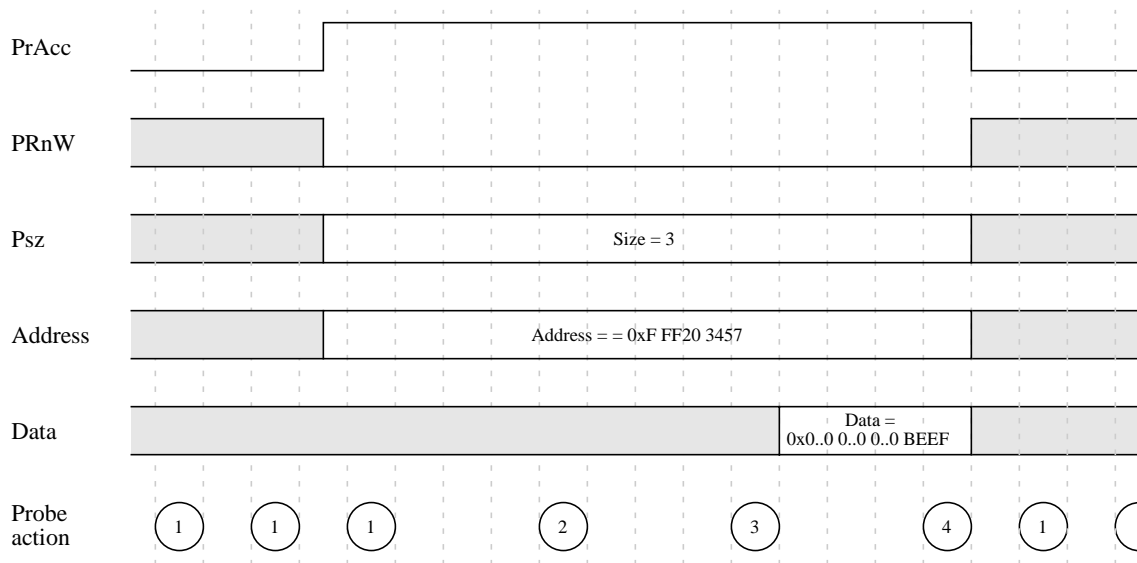 PrAcc
PRnW
Psz
Size = 3
Address
Address = = 0xF FF20 3457
Data
Data =
0x0..0 0..0 0..0 BEEF
Probe
action
1 1 1 2 3 4 1